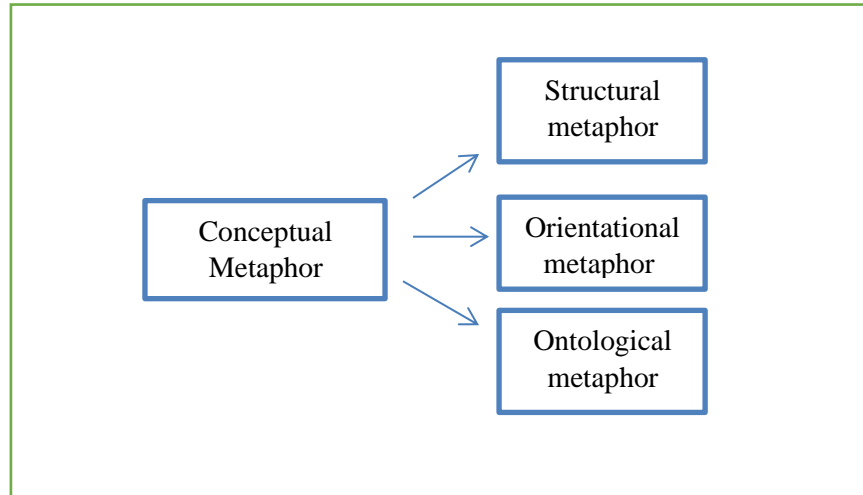 Conceptual
Metaphor
Structural
metaphor
Orientational
metaphor
Ontological
metaphor